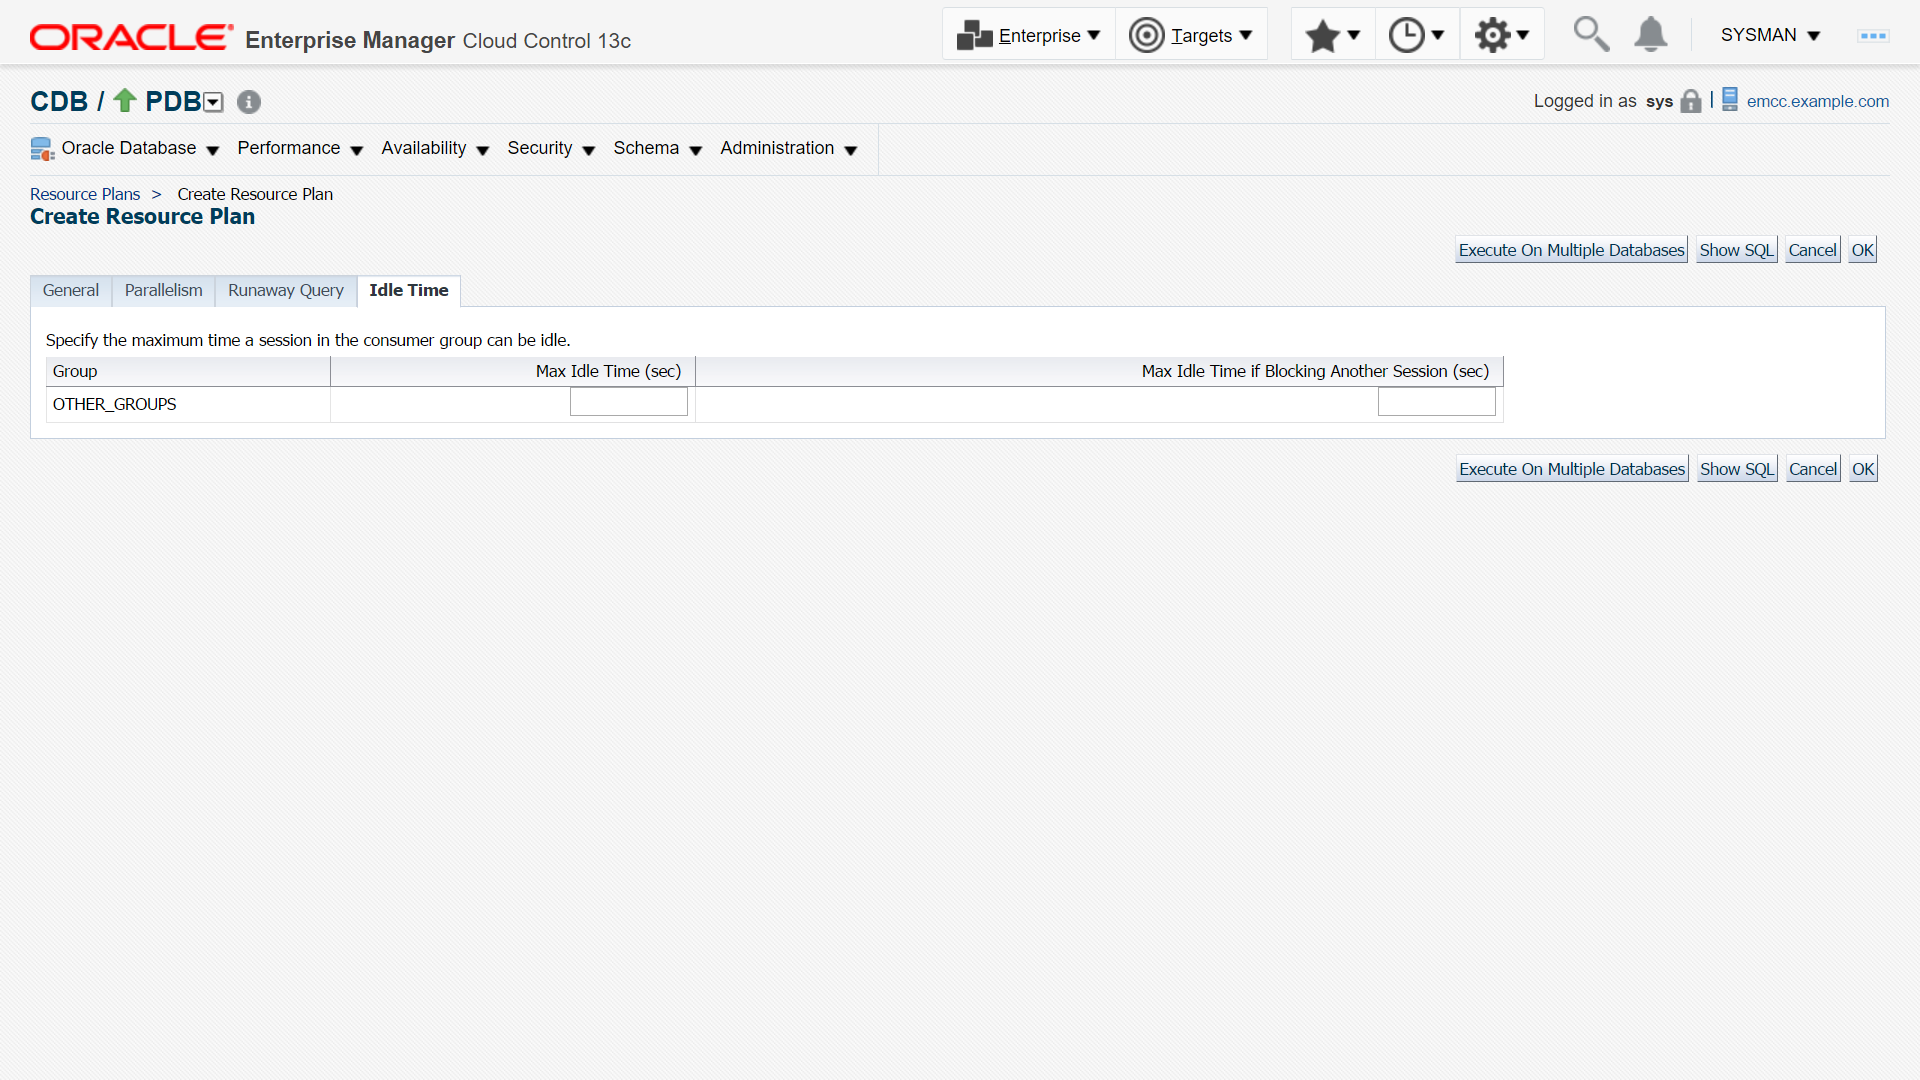 ORACLE Enterprise Manager Cloud Control 13c
Enterprise Targets SYSMAN
CDB / PDB
Logged in as sys emcc.example.com
Oracle Database Performance Availability Security Schema Administration
Resource Plans > Create Resource Plan
Create Resource Plan
Execute On Multiple Databases Show SQL Cancel OK
General Parallelism Runaway Query Idle Time
Specify the maximum time a session in the consumer group can be idle.
Group Max Idle Time (sec) Max Idle Time if Blocking Another Session (sec)
OTHER_GROUPS
Execute On Multiple Databases Show SQL Cancel OK